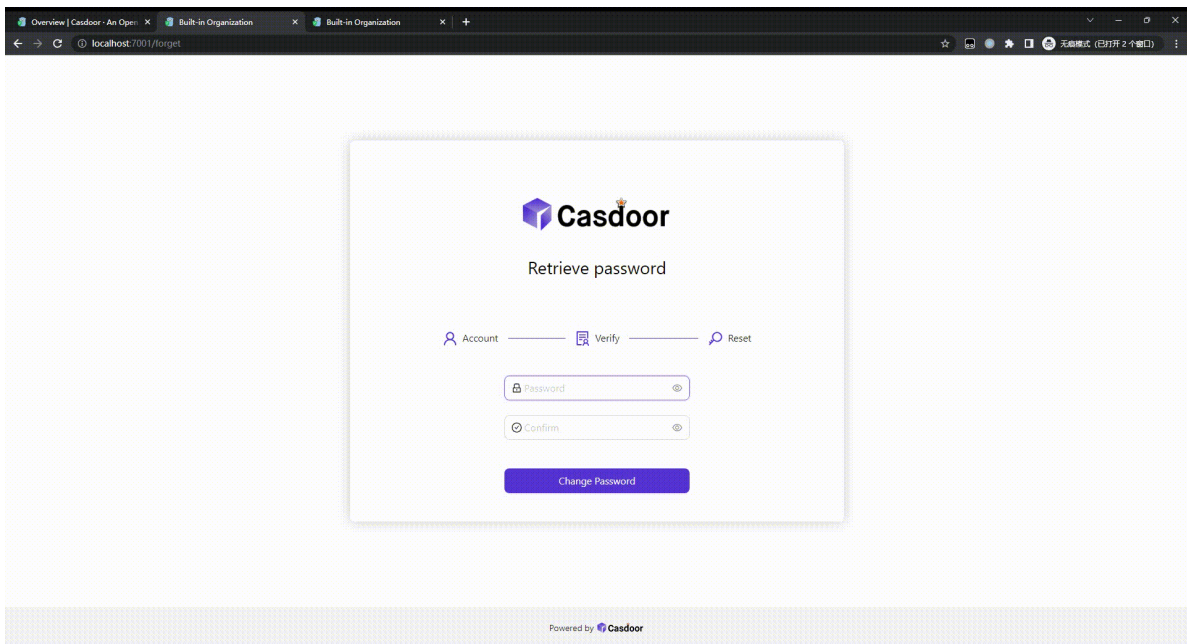 Overview | Casdoor · An Open
Built-in Organization
Built-in Organization
localhost:7001/forget
无痕模式 (已打开 2 个窗口)
Casdoor
Retrieve password
Account
Verify
Reset
Password
Confirm
Change Password
Powered by Casdoor